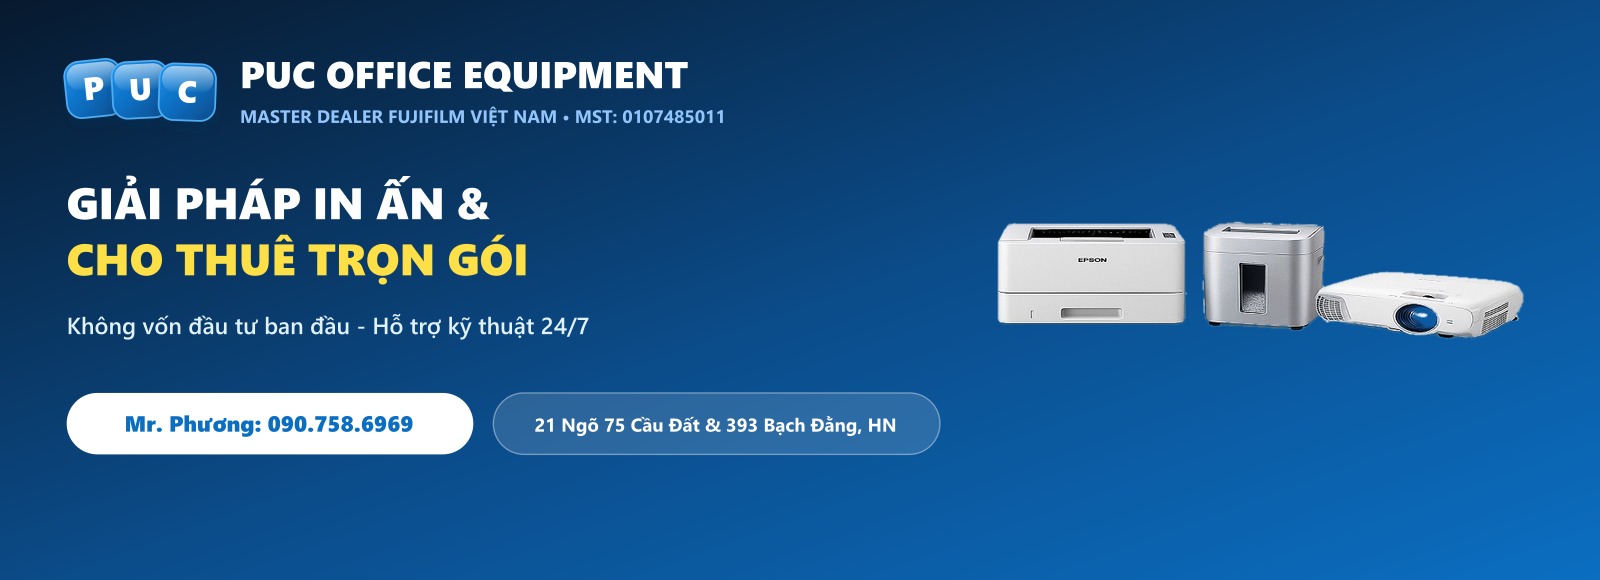 PUC
PUC OFFICE EQUIPMENT
MASTER DEALER FUJIFILM VIỆT NAM • MST: 0107485011
GIẢI PHÁP IN ẤN &
CHO THUÊ TRỌN GÓI
Không vốn đầu tư ban đầu - Hỗ trợ kỹ thuật 24/7
EPSON
Mr. Phương: 090.758.6969
21 Ngõ 75 Cầu Đất & 393 Bạch Đằng, HN